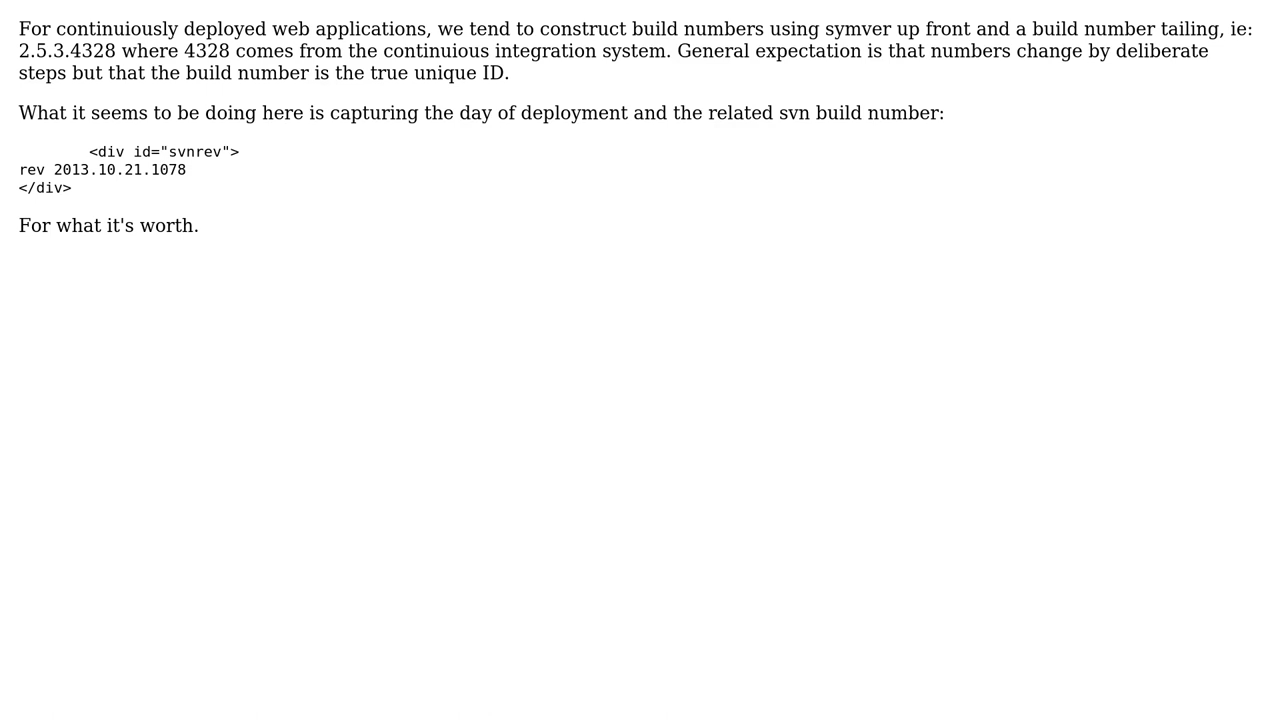 For continuiously deployed web applications, we tend to construct build numbers using symver up front and a build number tailing, ie:
2.5.3.4328 where 4328 comes from the continuious integration system. General expectation is that numbers change by deliberate
steps but that the build number is the true unique ID.
What it seems to be doing here is capturing the day of deployment and the related svn build number:
<div id="svnrev">
rev 2013.10.21.1078
</div>
For what it's worth.